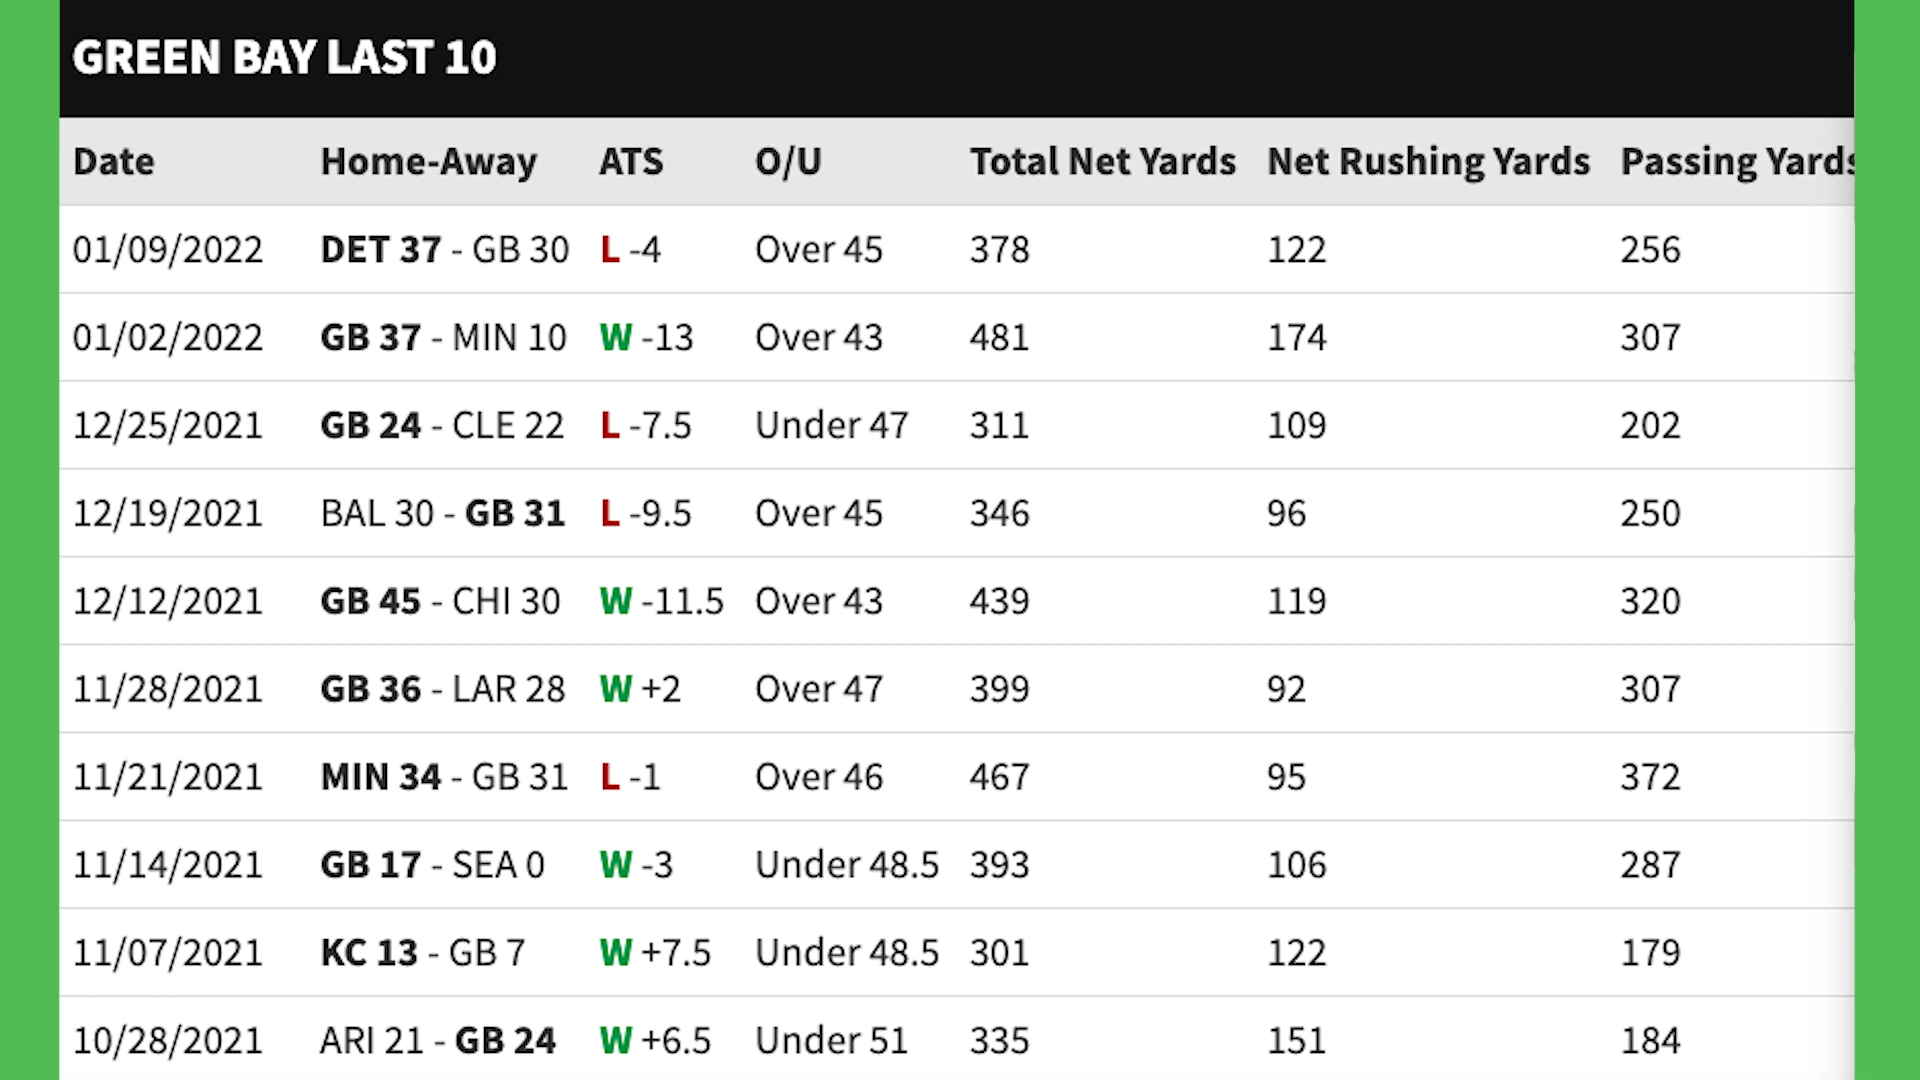 GREEN BAY LAST 10
Date Home-Away ATS O/U Total Net Yards Net Rushing Yards Passing Yards
01/09/2022 DET 37 - GB 30 L -4 Over 45 378 122 256
01/02/2022 GB 37 - MIN 10 W -13 Over 43 481 174 307
12/25/2021 GB 24 - CLE 22 L -7.5 Under 47 311 109 202
12/19/2021 BAL 30 - GB 31 L -9.5 Over 45 346 96 250
12/12/2021 GB 45 - CHI 30 W -11.5 Over 43 439 119 320
11/28/2021 GB 36 - LAR 28 W +2 Over 47 399 92 307
11/21/2021 MIN 34 - GB 31 L -1 Over 46 467 95 372
11/14/2021 GB 17 - SEA 0 W -3 Under 48.5 393 106 287
11/07/2021 KC 13 - GB 7 W +7.5 Under 48.5 301 122 179
10/28/2021 ARI 21 - GB 24 W +6.5 Under 51 335 151 184